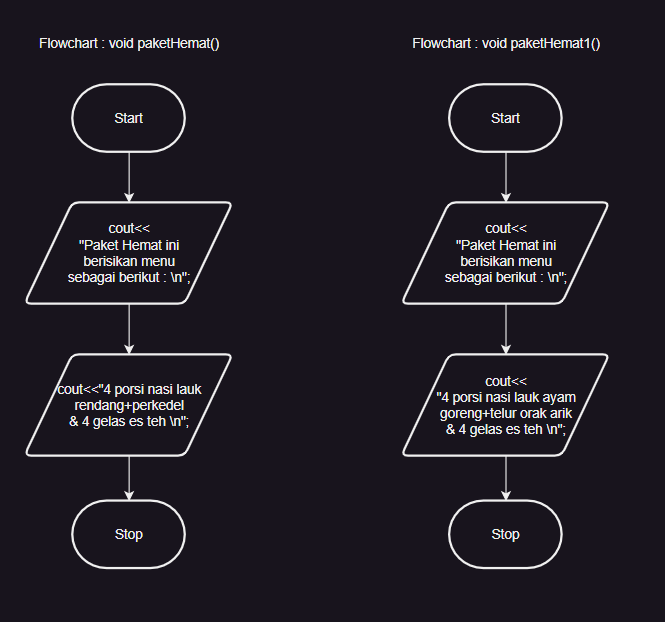 Flowchart : void paketHemat()
Start
cout<<
"Paket Hemat ini
berisikan menu
sebagai berikut : \n";
cout<<"4 porsi nasi lauk
rendang+perkedel
& 4 gelas es teh \n";
Stop
Flowchart : void paketHemat1()
Start
cout<<
"Paket Hemat ini
berisikan menu
sebagai berikut : \n";
cout<<
"4 porsi nasi lauk ayam
goreng+telur orak arik
& 4 gelas es teh \n";
Stop